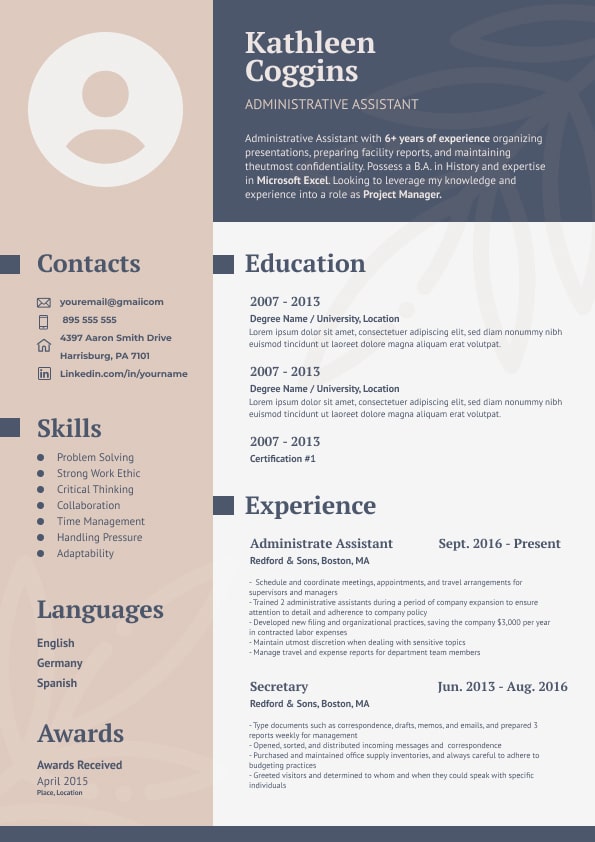 Kathleen
Coggins
ADMINISTRATIVE ASSISTANT
Administrative Assistant with 6+ years of experience organizing
presentations, preparing facility reports, and maintaining
theutmost confidentiality. Possess a B.A. in History and expertise
in Microsoft Excel. Looking to leverage my knowledge and
experience into a role as Project Manager.
Contacts
youremail@gmaiicom
895 555 555
4397 Aaron Smith Drive
Harrisburg, PA 7101
Linkedin.com/in/yourname
Skills
Problem Solving
Strong Work Ethic
Critical Thinking
Collaboration
Time Management
Handling Pressure
Adaptability
Languages
English
Germany
Spanish
Awards
Awards Received
April 2015
Place, Location
Education
2007 - 2013
Degree Name / University, Location
Lorem ipsum dolor sit amet, consectetuer adipiscing elit, sed diam nonummy nibh
euismod tincidunt ut laoreet dolore magna aliquam erat volutpat.
2007 - 2013
Degree Name / University, Location
Lorem ipsum dolor sit amet, consectetuer adipiscing elit, sed diam nonummy nibh
euismod tincidunt ut laoreet dolore magna aliquam erat volutpat.
2007 - 2013
Certification #1
Experience
Administrate Assistant Sept. 2016 - Present
Redford & Sons, Boston, MA
- Schedule and coordinate meetings, appointments, and travel arrangements for
supervisors and managers
- Trained 2 administrative assistants during a period of company expansion to ensure
attention to detail and adherence to company policy
- Developed new filing and organizational practices, saving the company $3,000 per year
in contracted labor expenses
- Maintain utmost discretion when dealing with sensitive topics
- Manage travel and expense reports for department team members
Secretary Jun. 2013 - Aug. 2016
Redford & Sons, Boston, MA
- Type documents such as correspondence, drafts, memos, and emails, and prepared 3
reports weekly for management
- Opened, sorted, and distributed incoming messages and correspondence
- Purchased and maintained office supply inventories, and always careful to adhere to
budgeting practices
- Greeted visitors and determined to whom and when they could speak with specific
individuals